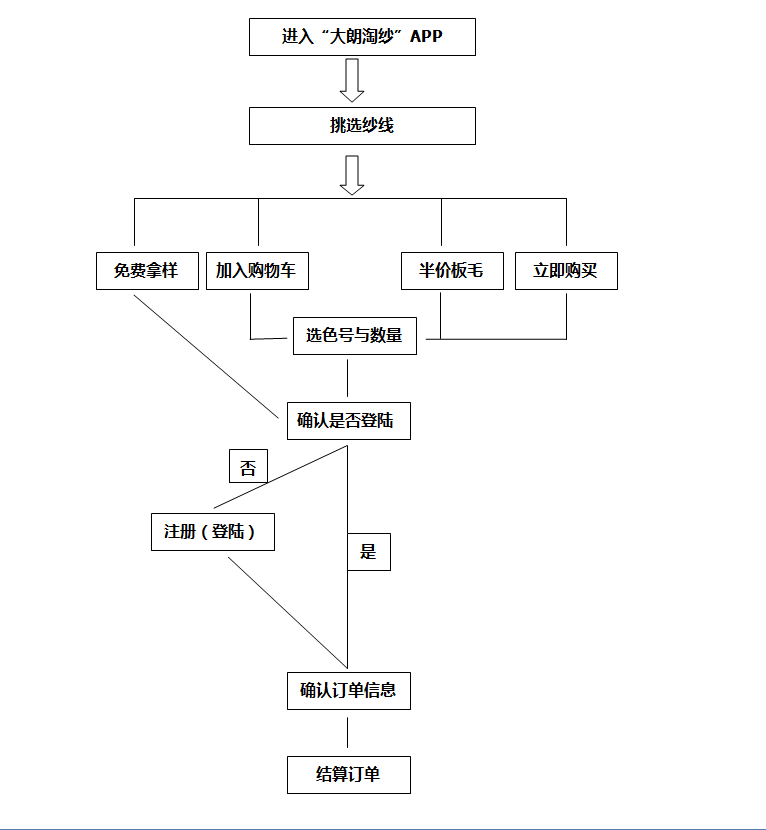 进入“大朗淘纱”APP
挑选纱线
免费拿样
加入购物车
半价板毛
立即购买
选色号与数量
确认是否登陆
否
注册（登陆）
是
确认订单信息
结算订单